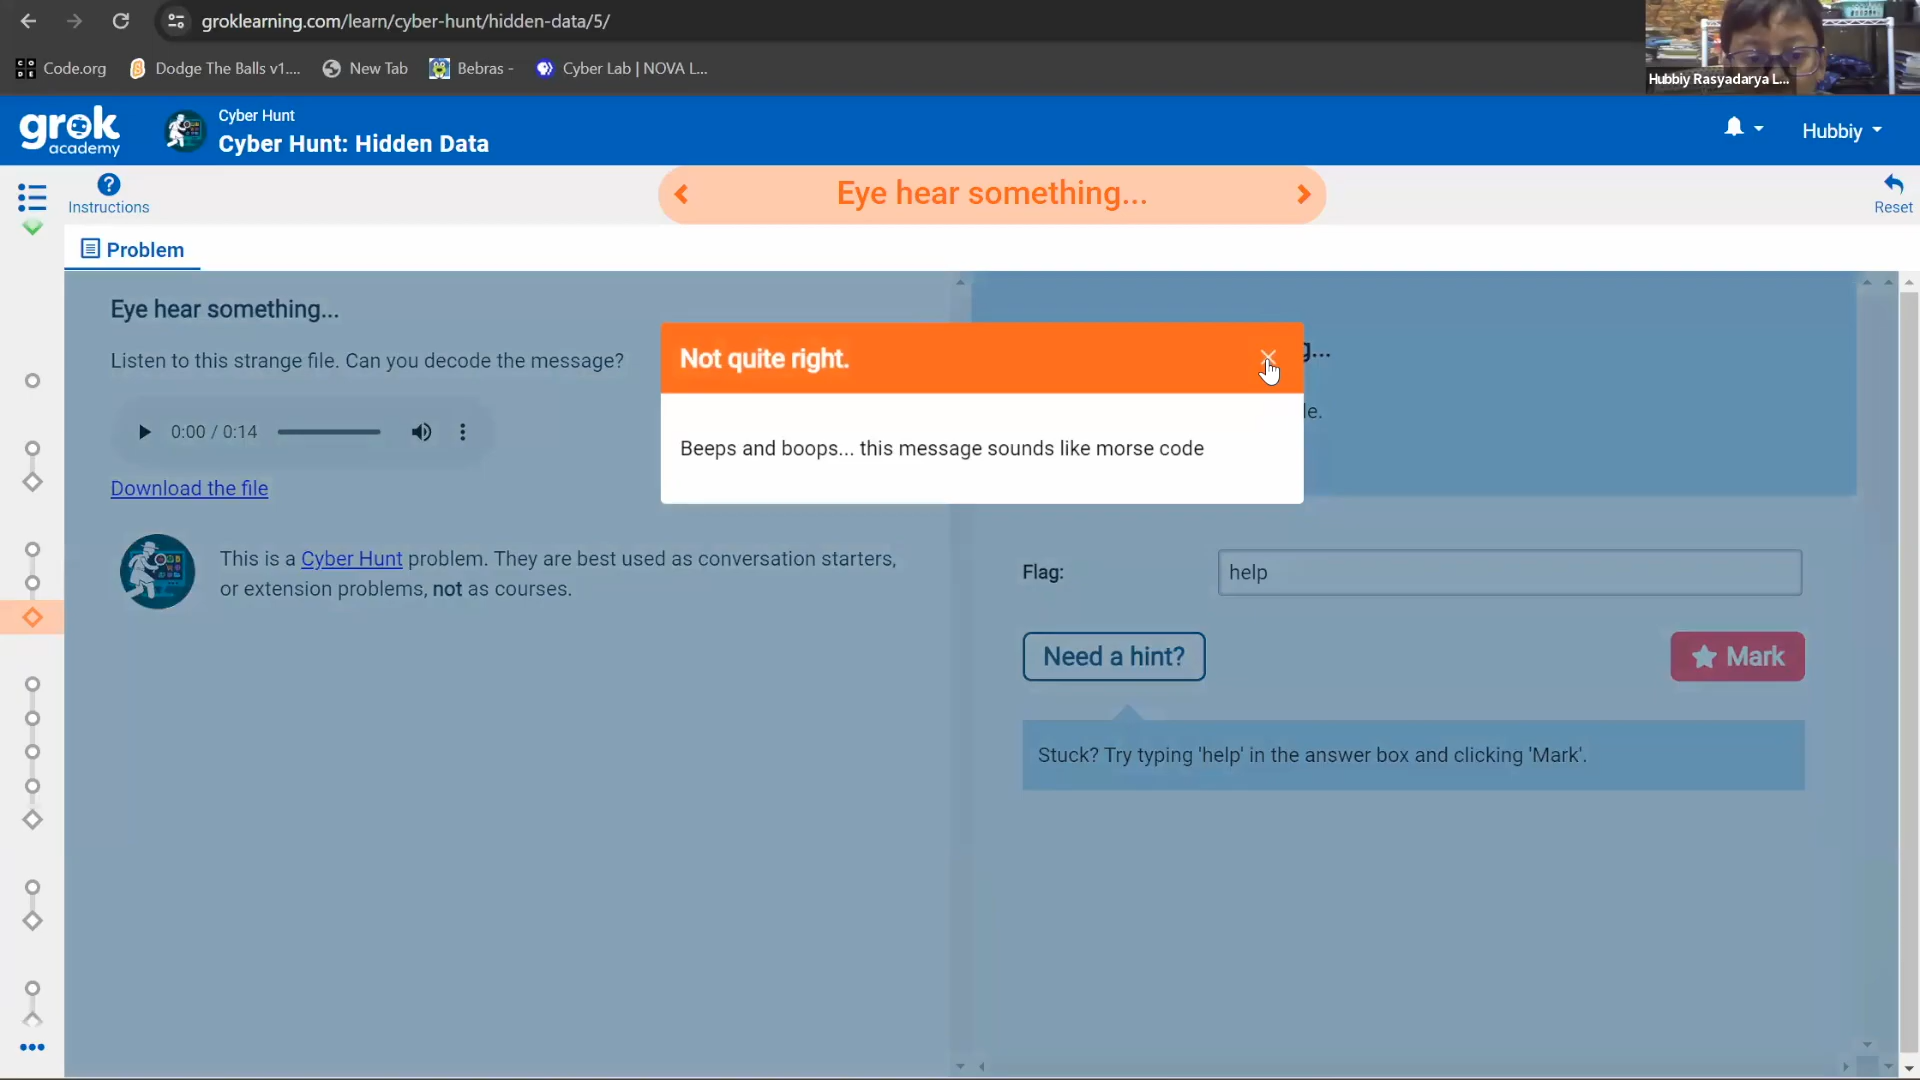 groklearning.com/learn/cyber-hunt/hidden-data/5/
Code.org
Dodge The Balls v1....
New Tab
Bebras -
Cyber Lab | NOVA L...
Hubbiy Rasyadarya L...
grok
academy
Cyber Hunt
Cyber Hunt: Hidden Data
Hubbiy
Instructions
Eye hear something...
Reset
Problem
Eye hear something...
Listen to this strange file. Can you decode the message?
0:00 / 0:14
Download the file
This is a Cyber Hunt problem. They are best used as conversation starters,
or extension problems, not as courses.
Not quite right.
g...
le.
Beeps and boops... this message sounds like morse code
Flag:
help
Need a hint?
Mark
Stuck? Try typing 'help' in the answer box and clicking 'Mark'.